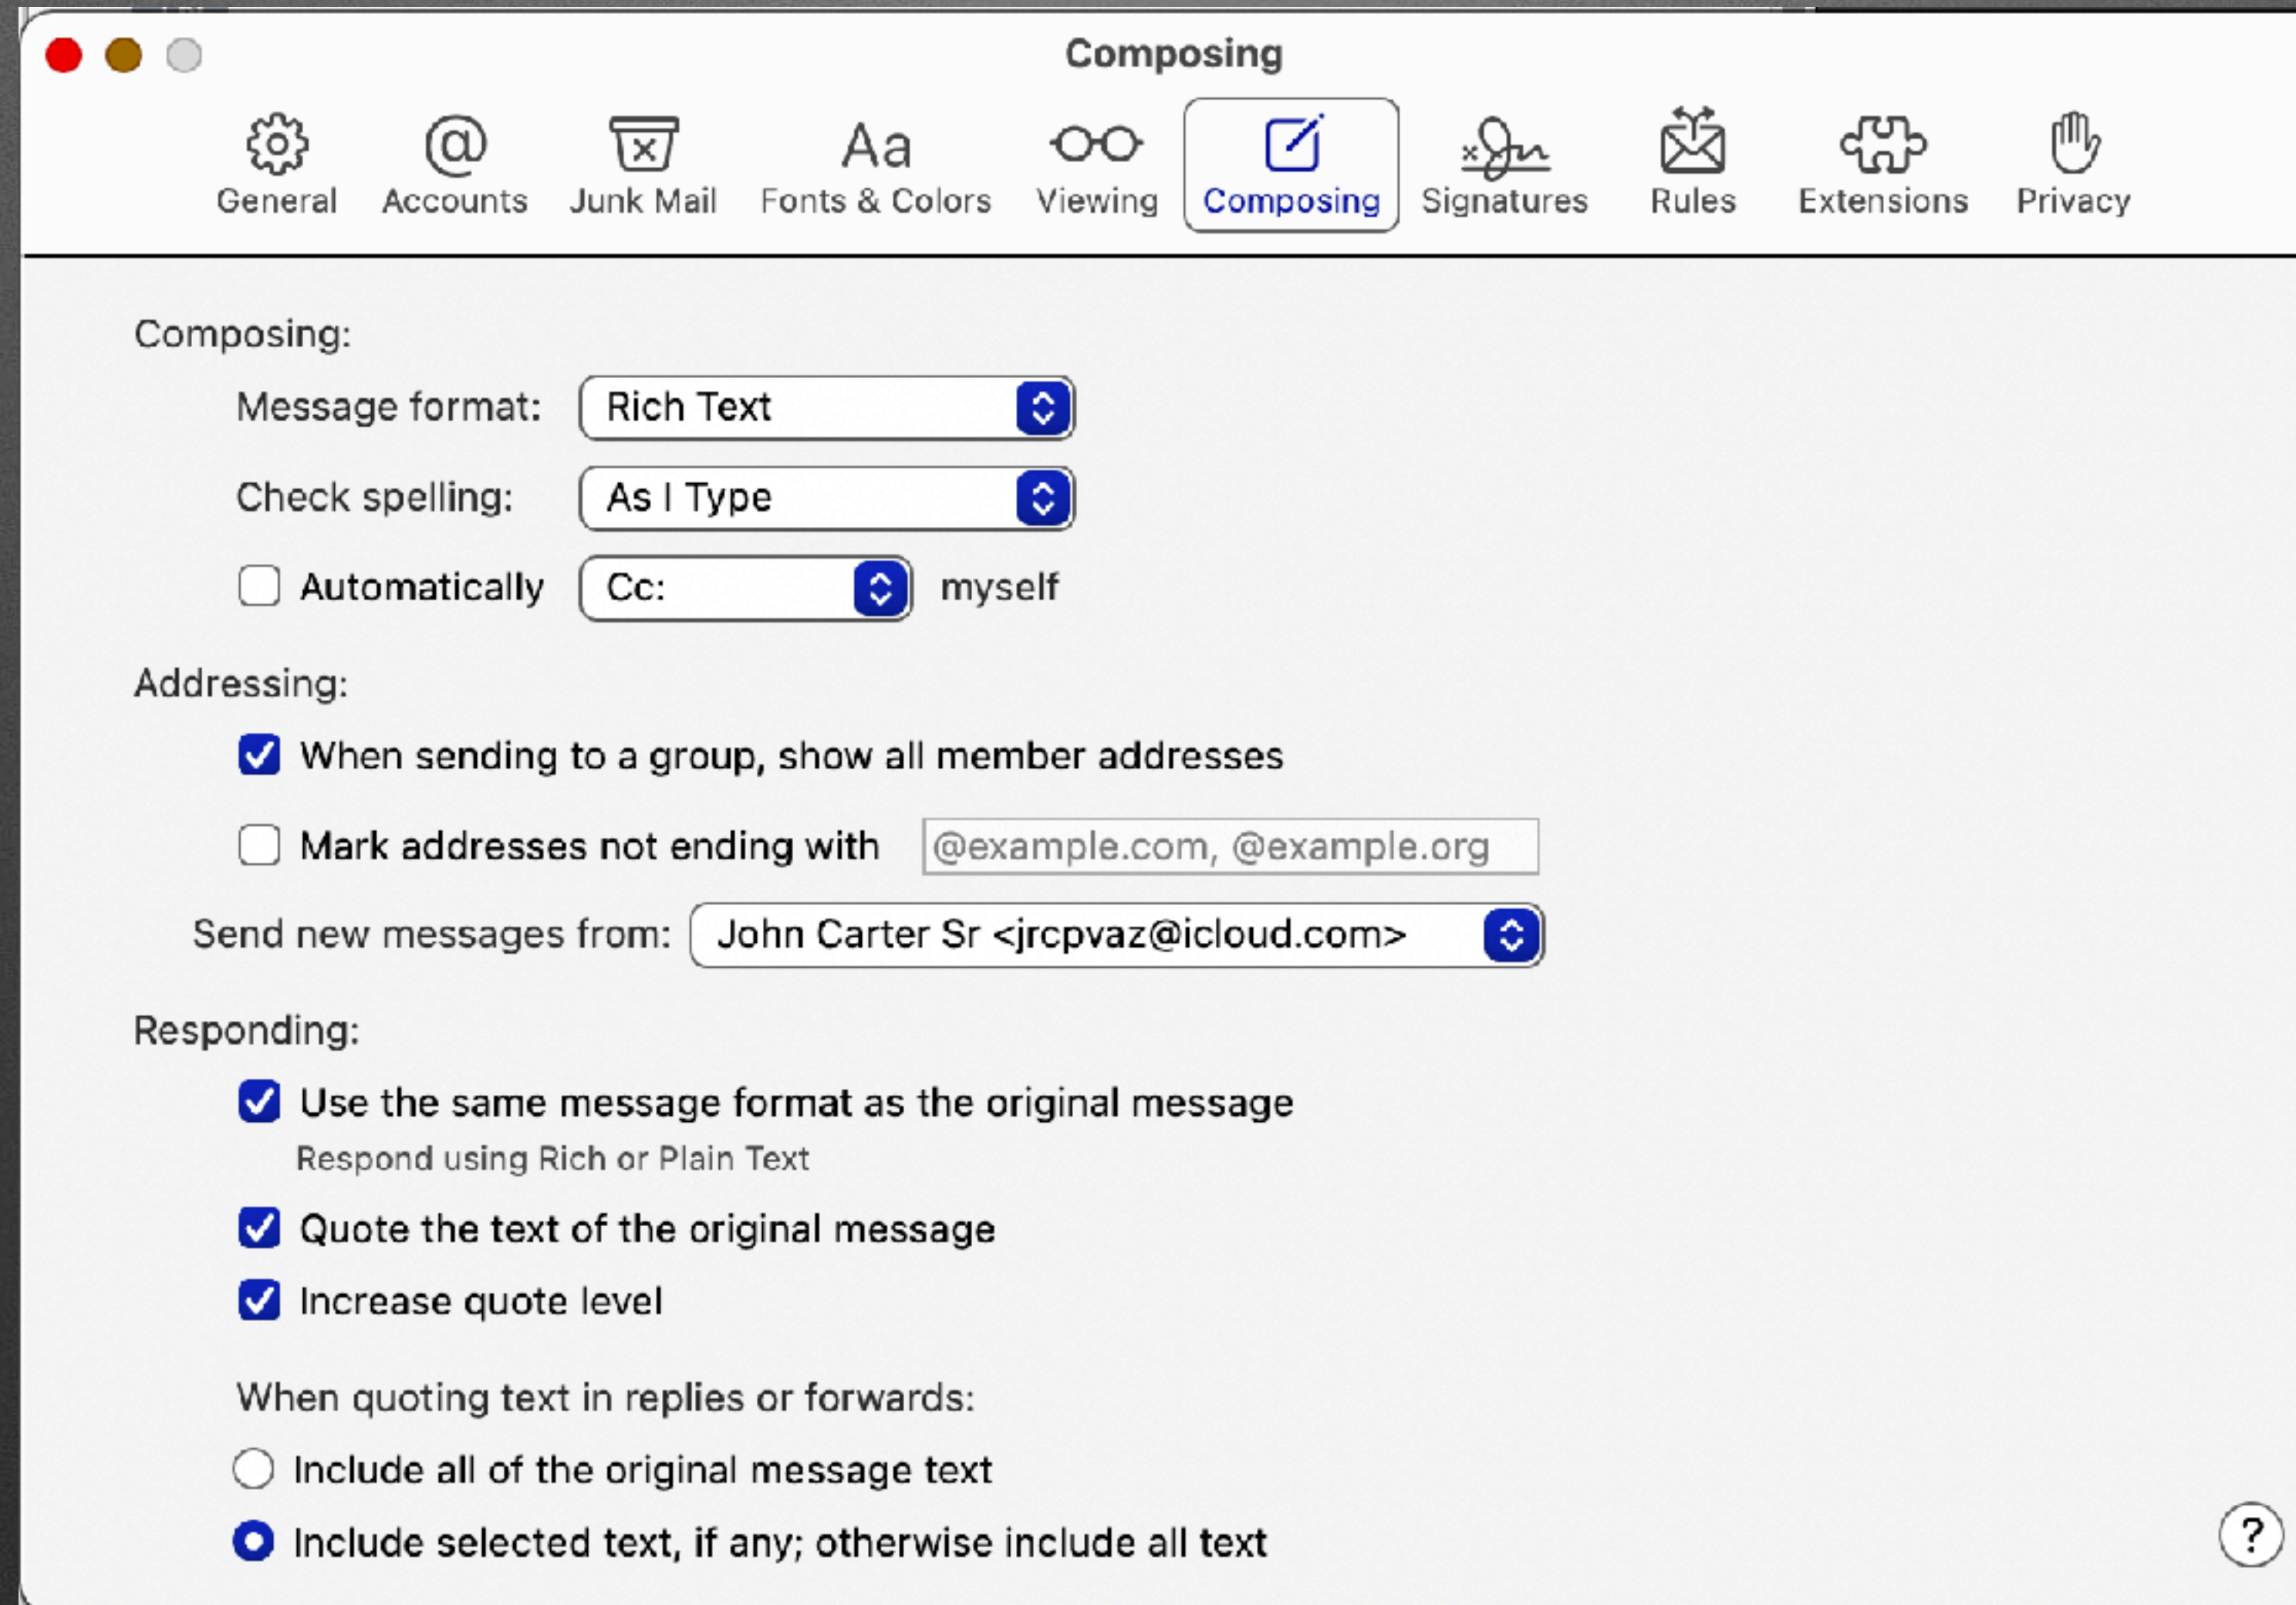 Composing
General Accounts Junk Mail Fonts & Colors Viewing Composing Signatures Rules Extensions Privacy
Composing:
Message format: Rich Text
Check spelling: As I Type
Automatically Cc: myself
Addressing:
When sending to a group, show all member addresses
Mark addresses not ending with @example.com, @example.org
Send new messages from: John Carter Sr <jrcpvaz@icloud.com>
Responding:
Use the same message format as the original message
Respond using Rich or Plain Text
Quote the text of the original message
Increase quote level
When quoting text in replies or forwards:
Include all of the original message text
Include selected text, if any; otherwise include all text
?